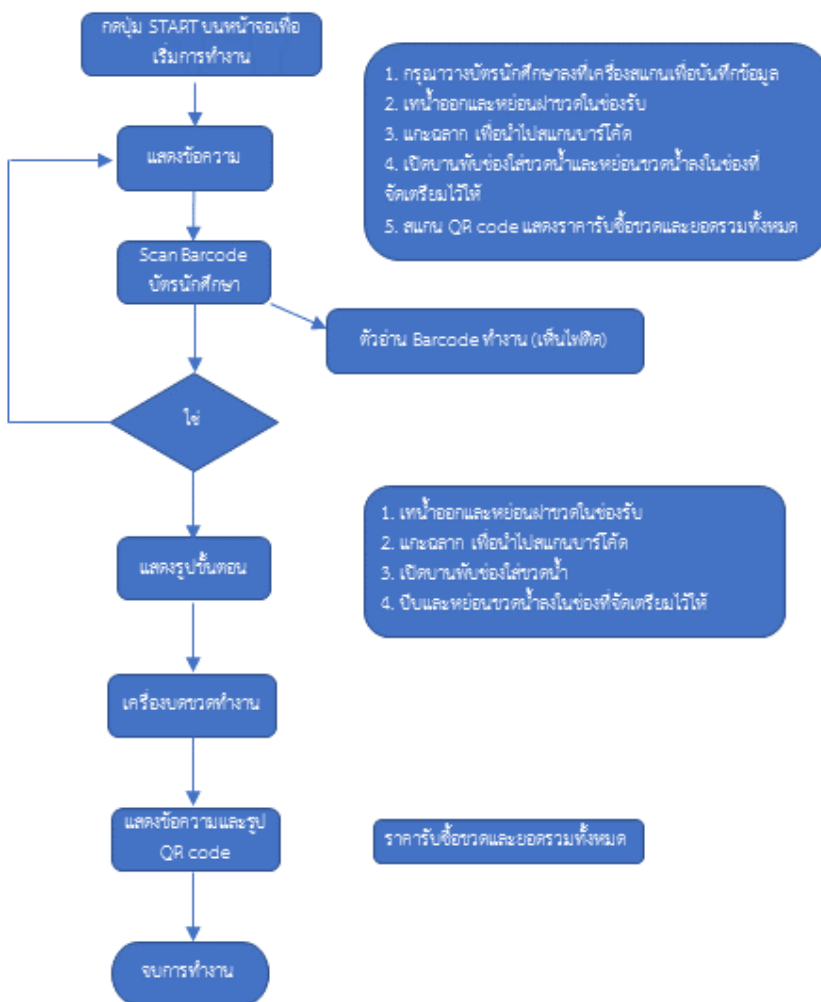 กดปุ่ม START บนหน้าจอเพื่อ
เริ่มการทำงาน
1. กรุณาวางบัตรนักศึกษาลงที่เครื่องสแกนเพื่อบันทึกข้อมูล
2. เทน้ำออกและหย่อนฝาขวดในช่องรับ
3. แกะฉลาก เพื่อนำไปสแกนบาร์โค้ด
4. เปิดบานพับช่องใส่ขวดน้ำและหย่อนขวดน้ำลงในช่องที่
จัดเตรียมไว้ให้
5. สแกน QR code แสดงราคารับซื้อขวดและยอดรวมทั้งหมด
แสดงข้อความ
Scan Barcode
บัตรนักศึกษา
ตัวอ่าน Barcode ทำงาน (เห็นไฟติด)
ใช่
1. เทน้ำออกและหย่อนฝาขวดในช่องรับ
2. แกะฉลาก เพื่อนำไปสแกนบาร์โค้ด
3. เปิดบานพับช่องใส่ขวดน้ำ
4. บีบและหย่อนขวดน้ำลงในช่องที่จัดเตรียมไว้ให้
แสดงรูปขั้นตอน
เครื่องบดขวดทำงาน
แสดงข้อความและรูป
QR code
ราคารับซื้อขวดและยอดรวมทั้งหมด
จบการทำงาน